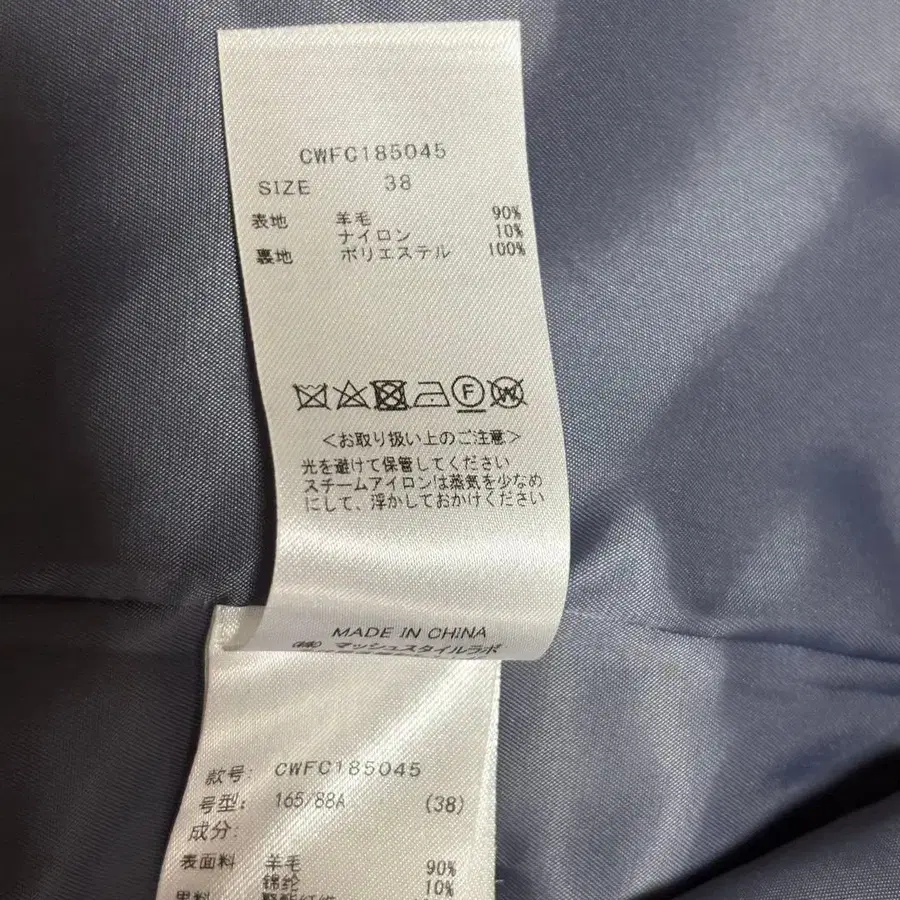 CWFC185045
SIZE 38
表地 羊毛 90%
ナイロン 10%
裏地 ポリエステル 100%
F W
<お取り扱い上のご注意>
光を避けて保管してください
スチームアイロンは蒸気を少なめ
にして、浮かしておかけください
MADE IN CHINA
(株) マッシュスタイルラボ
款号: CWFC185045
号型: 165/88A (38)
成分:
表面料 羊毛 90%
锦纶 10%